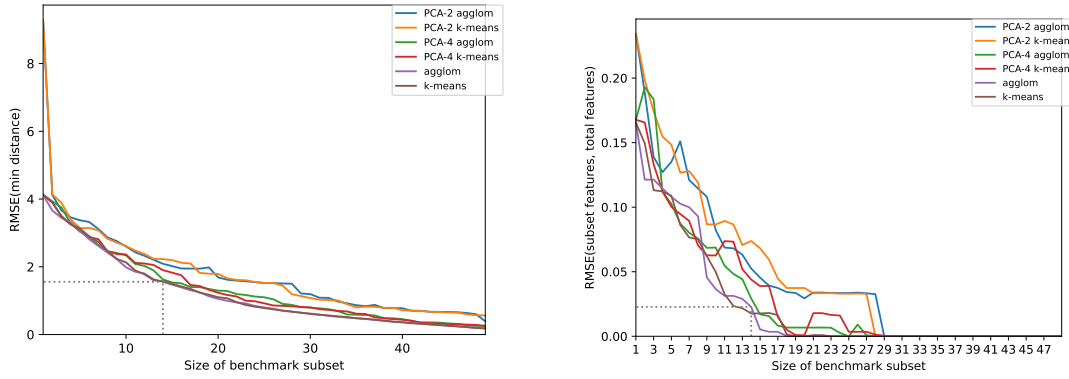 RMSE(min distance)
8
6
4
2
0
10
20
30
40
Size of benchmark subset
PCA-2 agglom
PCA-2 k-means
PCA-4 agglom
PCA-4 k-means
agglom
k-means
RMSE(subset features, total features)
0.20
0.15
0.10
0.05
0.00
1 3 5 7 9 11 13 14 15 17 19 21 23 25 27 29 31 33 35 37 39 41 43 45 47
Size of benchmark subset
PCA-2 agglom
PCA-2 k-means
PCA-4 agglom
PCA-4 k-means
agglom
k-means